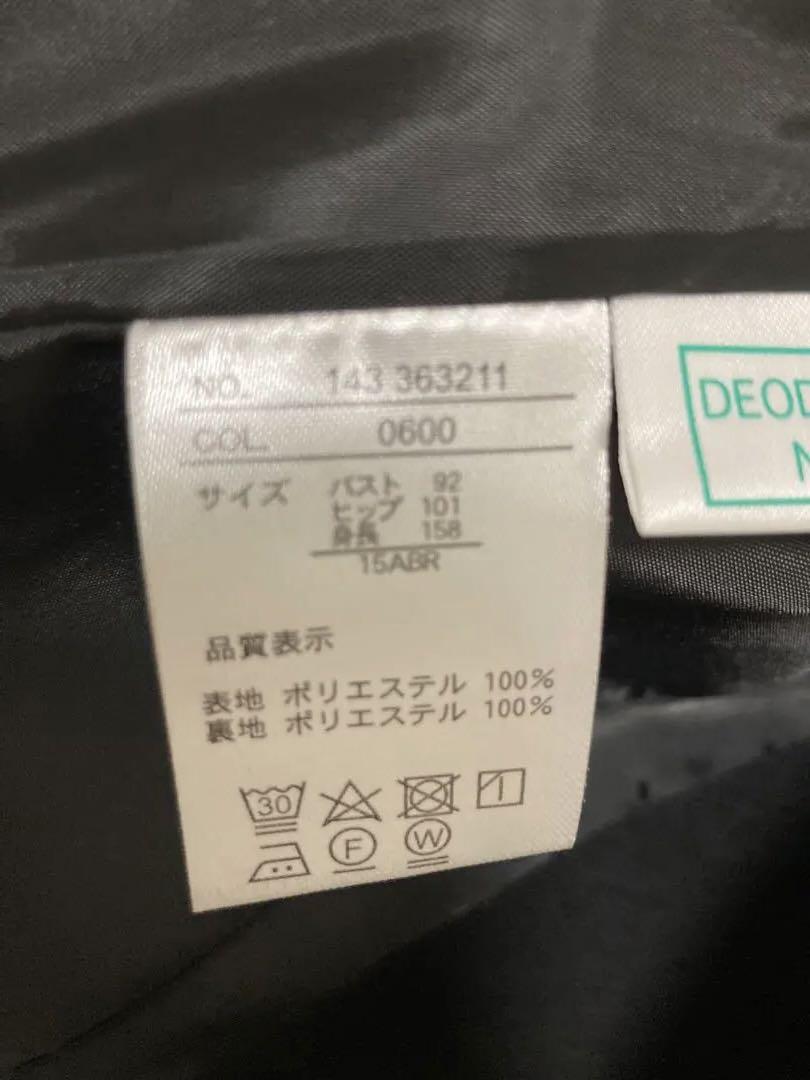 NO. 143 363211
COL. 0600
サイズ バスト 92
ヒップ 101
身長 158
15ABR
品質表示
表地 ポリエステル 100%
裏地 ポリエステル 100%
30
F W